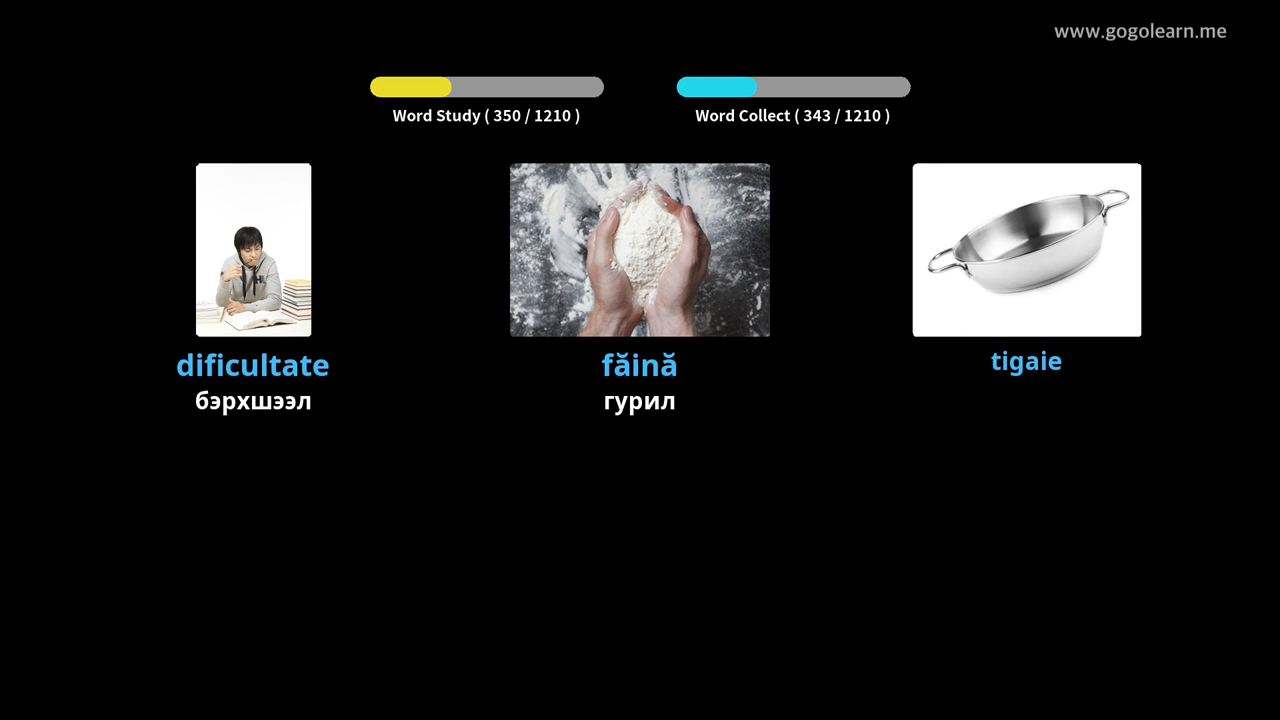 www.gogolearn.me
Word Study ( 350 / 1210 )
Word Collect ( 343 / 1210 )
dificultate
бэрхшээл
făină
гурил
tigaie